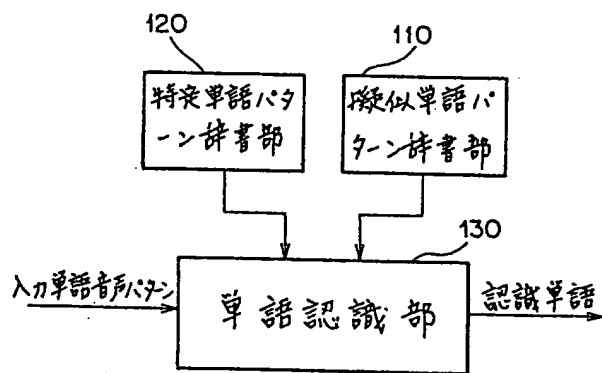 120
110
特定単語パタ
ーン辞書部
擬似単語パ
ターン辞書部
130
入力単語音声パターン
単語認識部
認識単語